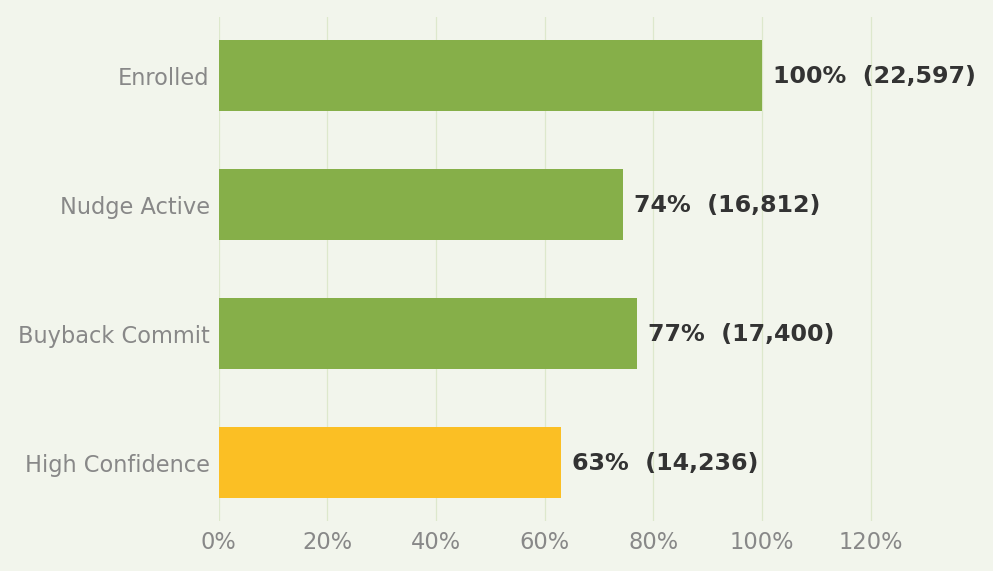 Enrolled 100% (22,597)
Nudge Active 74% (16,812)
Buyback Commit 77% (17,400)
High Confidence 63% (14,236)
0% 20% 40% 60% 80% 100% 120%